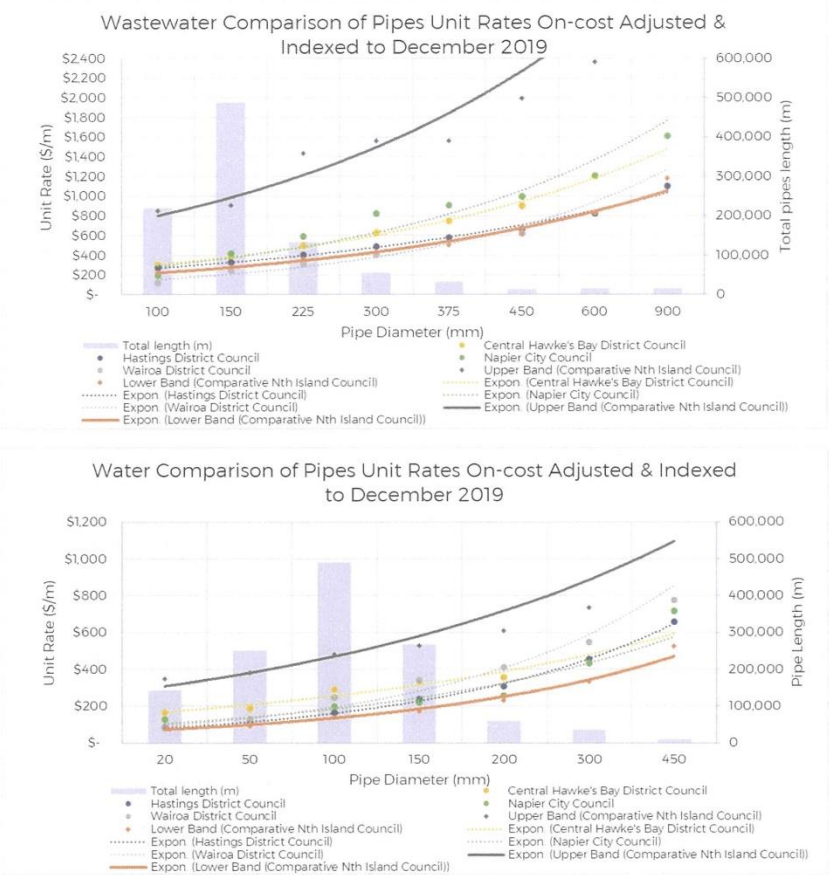 Wastewater Comparison of Pipes Unit Rates On-cost Adjusted &
Indexed to December 2019
Unit Rate ($/m)
$2,400
$2,200
$2,000
$1,800
$1,600
$1,400
$1,200
$1,000
$800
$600
$400
$200
$-
600,000
500,000
400,000
300,000
200,000
100,000
0
Total pipes length (m)
100 150 225 300 375 450 600 900
Pipe Diameter (mm)
Total length (m)
Hastings District Council
Wairoa District Council
Lower Band (Comparative Nth Island Council)
Expon. (Hastings District Council)
Expon. (Wairoa District Council)
Expon. (Lower Band (Comparative Nth Island Council))
Central Hawke's Bay District Council
Napier City Council
Upper Band (Comparative Nth Island Council)
Expon. (Central Hawke's Bay District Council)
Expon. (Napier City Council)
Expon. (Upper Band (Comparative Nth Island Council))
Water Comparison of Pipes Unit Rates On-cost Adjusted & Indexed
to December 2019
Unit Rate ($/m)
$1,200
$1,000
$800
$600
$400
$200
$-
600,000
500,000
400,000
300,000
200,000
100,000
0
Pipe Length (m)
20 50 100 150 200 300 450
Pipe Diameter (mm)
Total length (m)
Hastings District Council
Wairoa District Council
Lower Band (Comparative Nth Island Council)
Expon. (Hastings District Council)
Expon. (Wairoa District Council)
Expon. (Lower Band (Comparative Nth Island Council))
Central Hawke's Bay District Council
Napier City Council
Upper Band (Comparative Nth Island Council)
Expon. (Central Hawke's Bay District Council)
Expon. (Napier City Council)
Expon. (Upper Band (Comparative Nth Island Council))